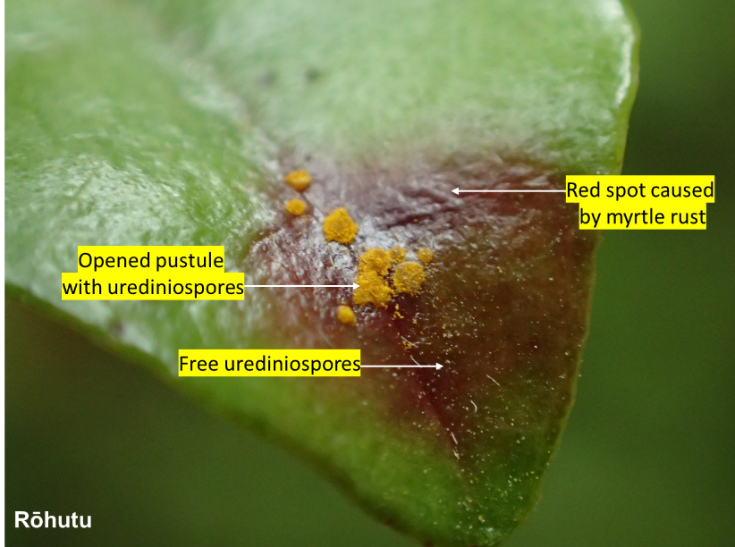 Red spot caused
by myrtle rust
Opened pustule
with urediniospores
Free urediniospores
Rōhutu